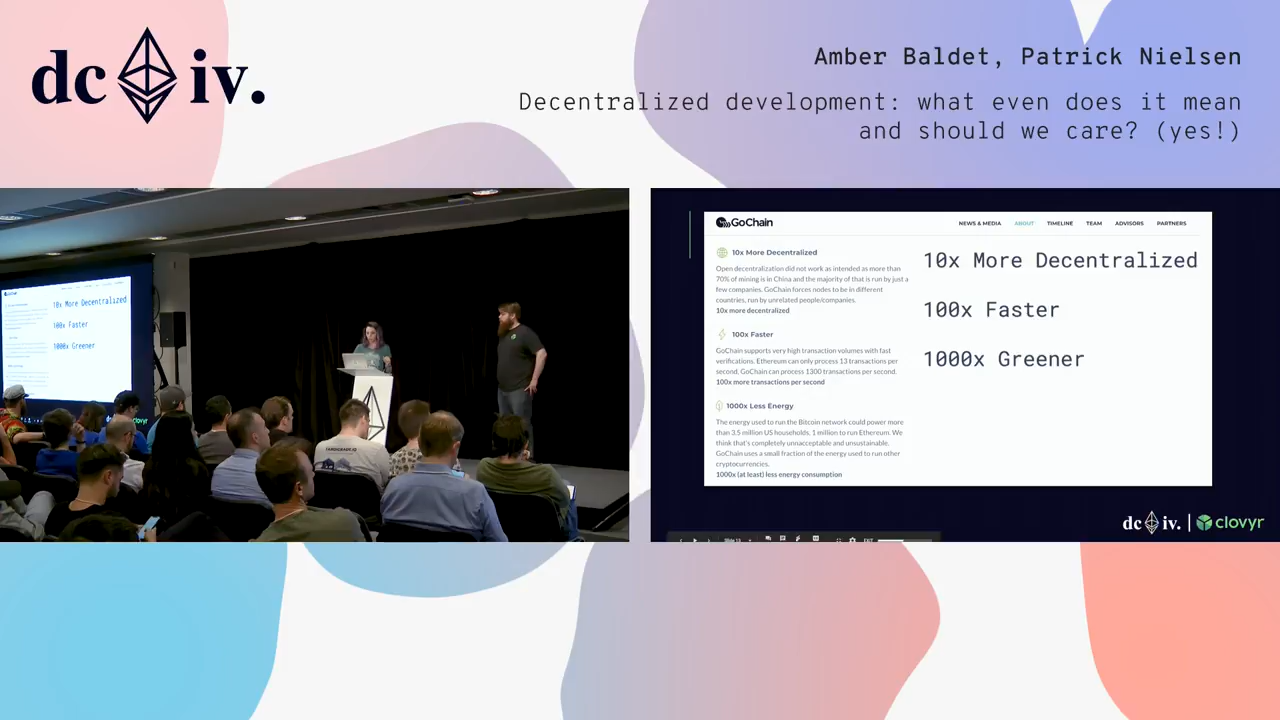 dc iv.
Amber Baldet, Patrick Nielsen
Decentralized development: what even does it mean
and should we care? (yes!)
GoChain
NEWS & MEDIA ABOUT TIMELINE TEAM ADVISORS PARTNERS
10x More Decentralized
Open decentralization did not work as intended as more than
70% of mining is in China and the majority of that is run by just a
few companies. GoChain forces nodes to be in different
countries, run by unrelated people/companies.
10x more decentralized
100x Faster
GoChain supports very high transaction volumes with fast
verifications. Ethereum can only process 13 transactions per
second, GoChain can process 1300 transactions per second.
100x more transactions per second
1000x Less Energy
The energy used to run the Bitcoin network could power more
than 3.5 million US households. 1 million to run Ethereum. We
think that's completely unacceptable and unsustainable.
GoChain uses a small fraction of the energy used to run other
cryptocurrencies.
1000x (at least) less energy consumption
10x More Decentralized
100x Faster
1000x Greener
dc iv. | clovyr
10x More Decentralized
100x Faster
1000x Greener
clovyr